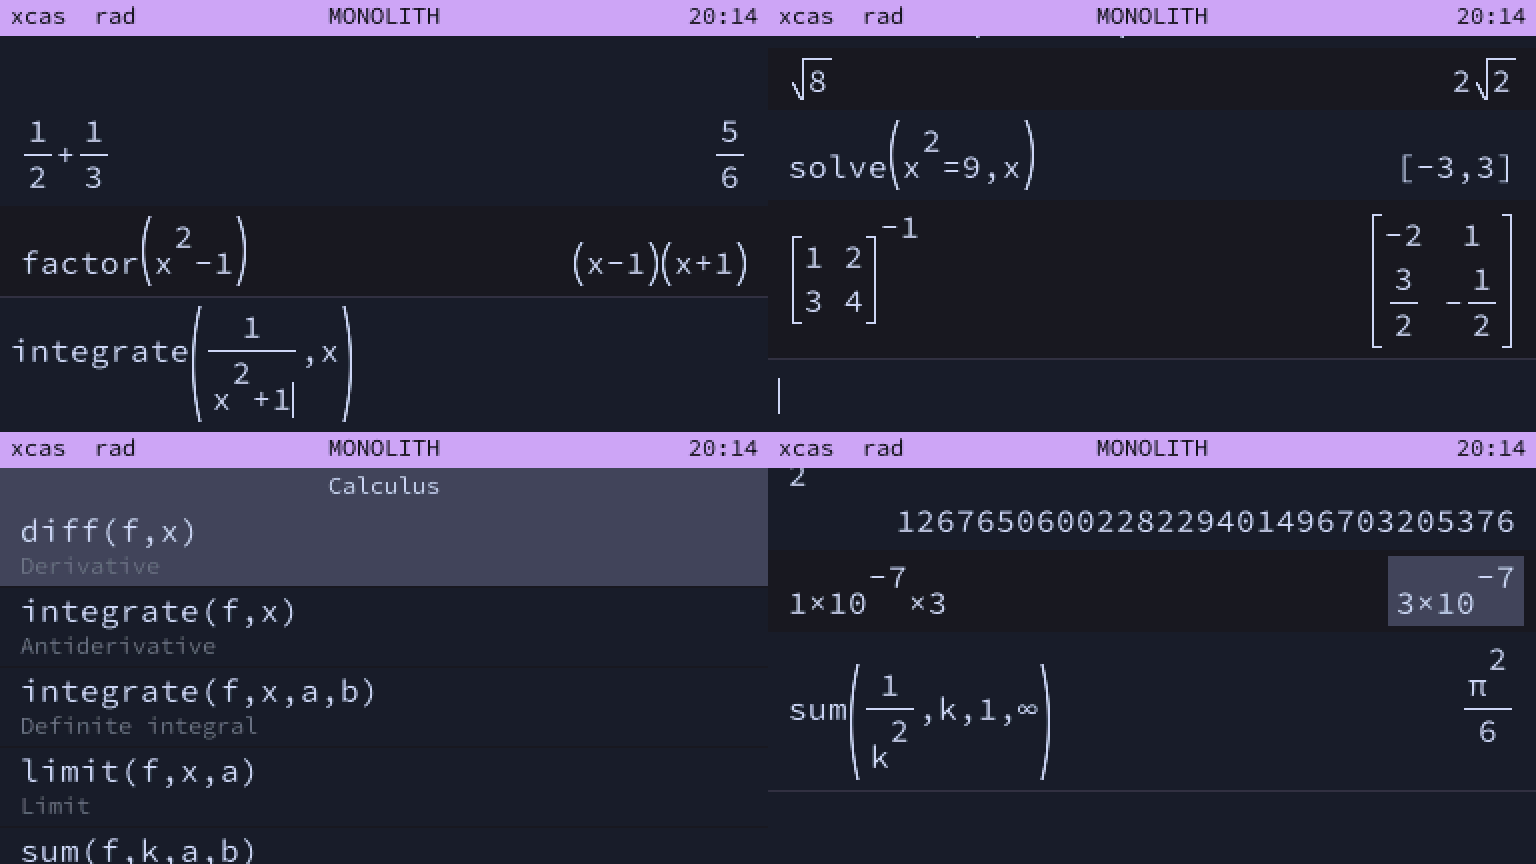 xcas rad MONOLITH 20:14
1/2+1/3 5/6
factor(x^2-1) (x-1)(x+1)
integrate(1/(x^2+1),x)
xcas rad MONOLITH 20:14
√8 2√2
solve(x^2=9,x) [-3,3]
[1 2
3 4]^-1 [-2 1
3/2 -1/2]
xcas rad MONOLITH 20:14
Calculus
diff(f,x)
Derivative
integrate(f,x)
Antiderivative
integrate(f,x,a,b)
Definite integral
limit(f,x,a)
Limit
sum(f,k,a,b)
xcas rad MONOLITH 20:14
2
1267650600228229401496703205376
1×10^-7×3 3×10^-7
sum(1/k^2,k,1,∞) π^2/6